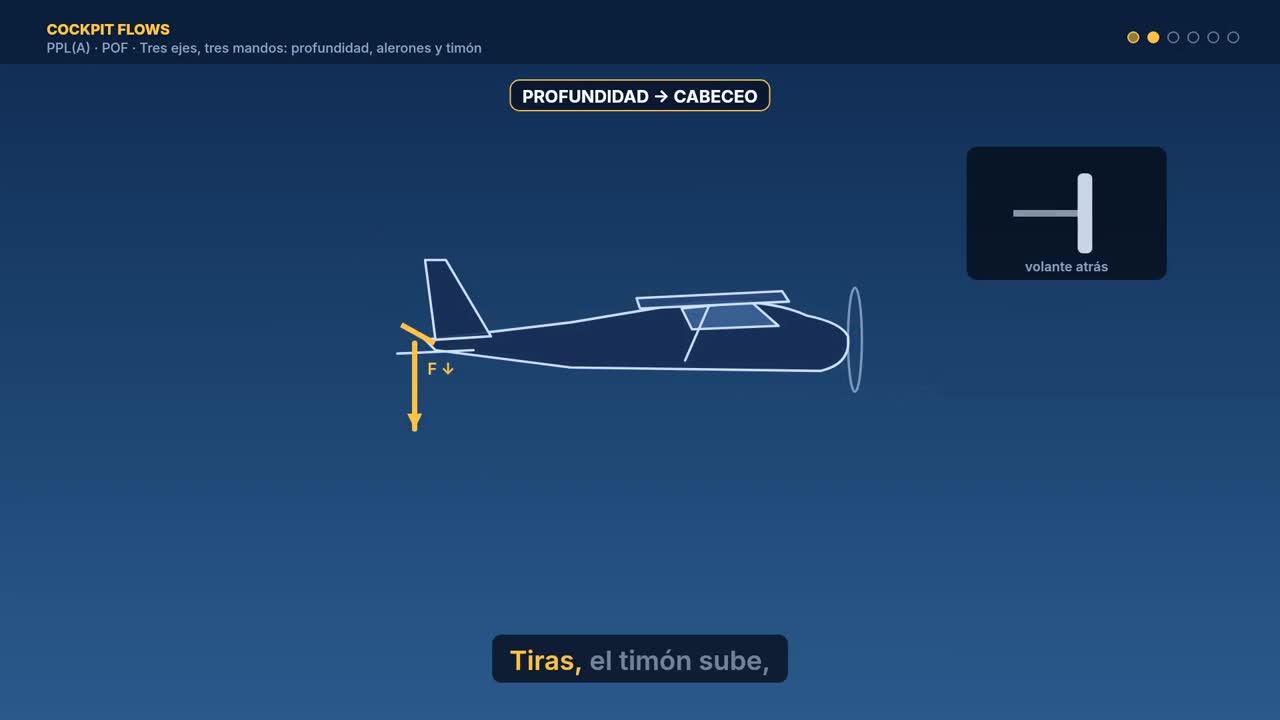 COCKPIT FLOWS
PPL(A) · POF · Tres ejes, tres mandos: profundidad, alerones y timón
PROFUNDIDAD → CABECEO
volante atrás
F ↓
Tiras, el timón sube,